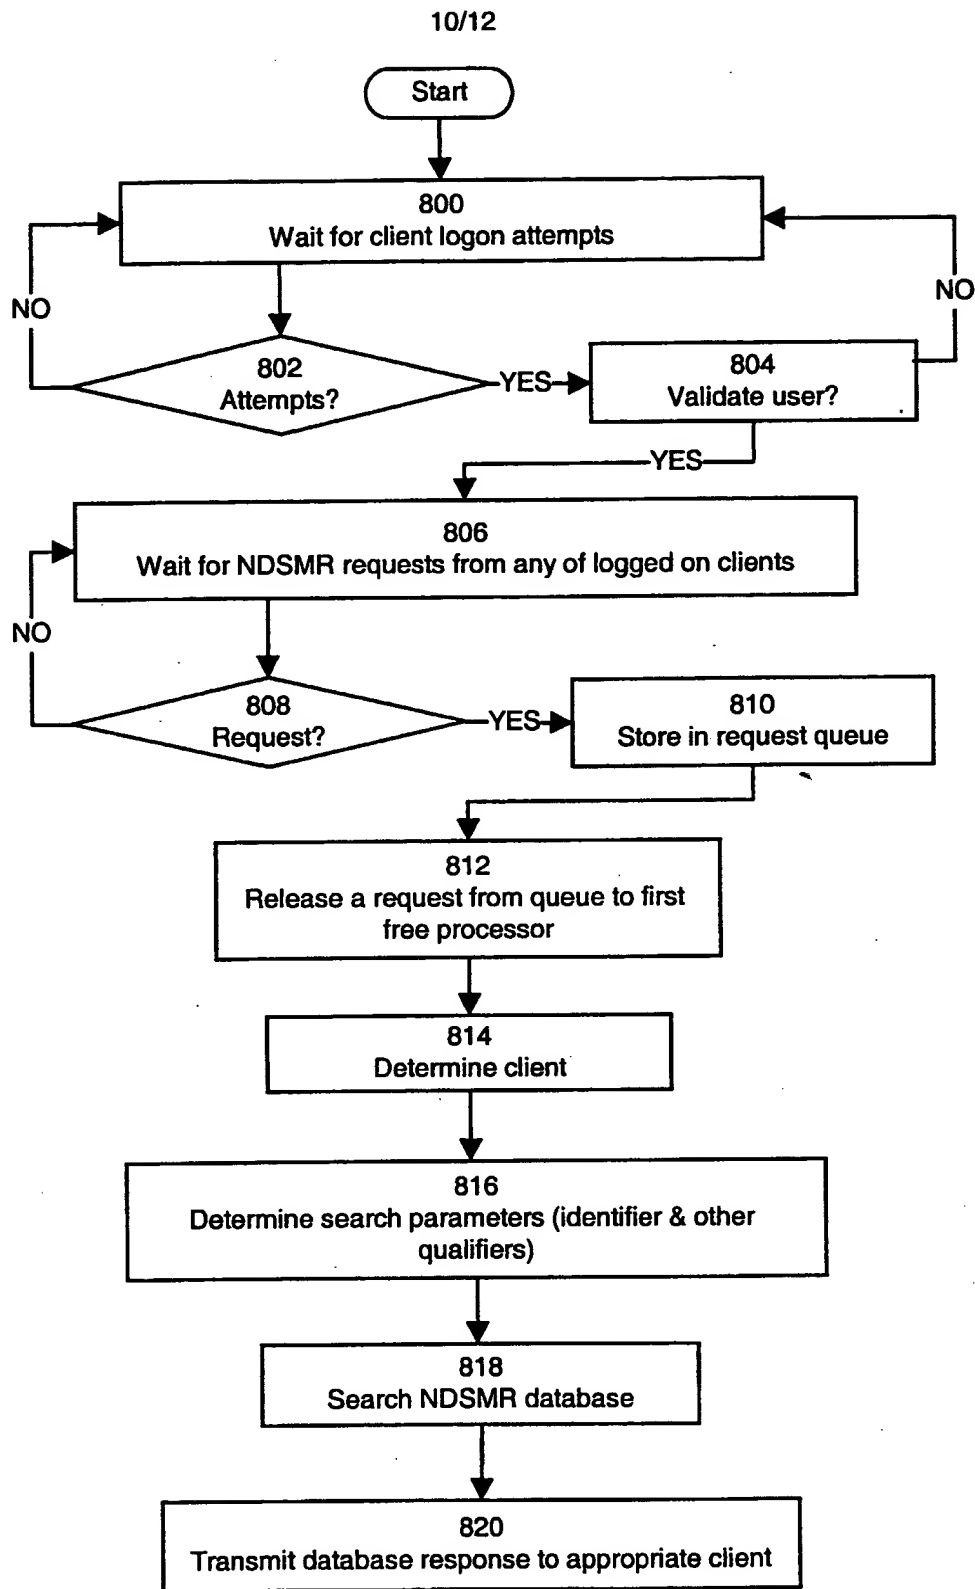 10/12
Start
800
Wait for client logon attempts
NO
NO
802
Attempts?
YES
804
Validate user?
YES
806
Wait for NDSMR requests from any of logged on clients
NO
808
Request?
YES
810
Store in request queue
812
Release a request from queue to first
free processor
814
Determine client
816
Determine search parameters (identifier & other
qualifiers)
818
Search NDSMR database
820
Transmit database response to appropriate client